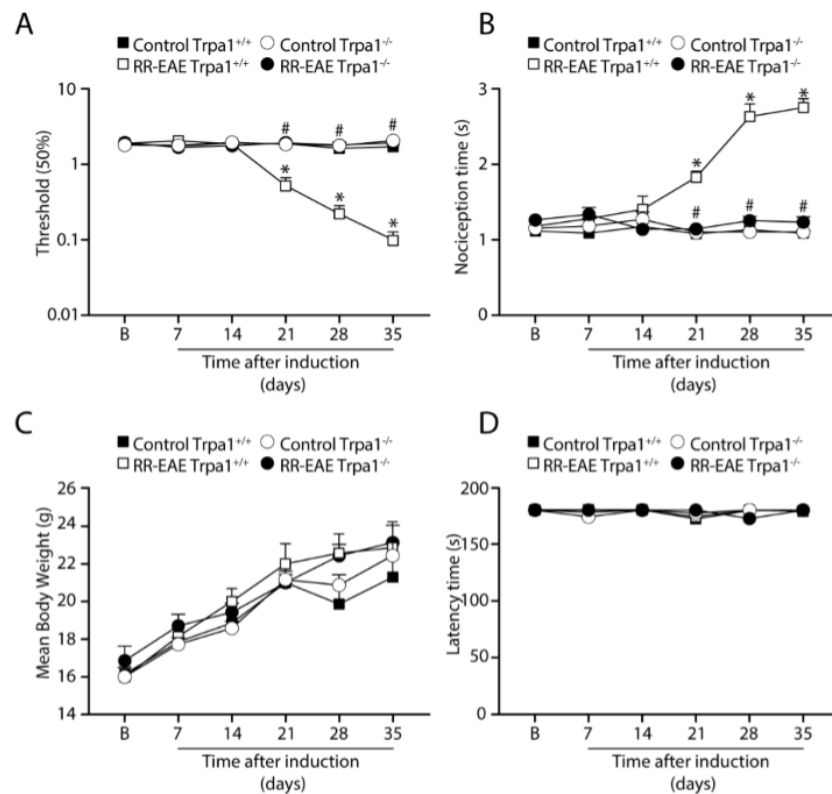 A
■ Control Trpa1+/+ ○ Control Trpa1-/-
□ RR-EAE Trpa1+/+ ● RR-EAE Trpa1-/-
Threshold (50%)
10
1
0.1
0.01
# # #
* * *
B 7 14 21 28 35
Time after induction
(days)
B
■ Control Trpa1+/+ ○ Control Trpa1-/-
□ RR-EAE Trpa1+/+ ● RR-EAE Trpa1-/-
Nociception time (s)
3
2
1
0
* * *
# # #
B 7 14 21 28 35
Time after induction
(days)
C
■ Control Trpa1+/+ ○ Control Trpa1-/-
□ RR-EAE Trpa1+/+ ● RR-EAE Trpa1-/-
Mean Body Weight (g)
26
24
22
20
18
16
14
B 7 14 21 28 35
Time after induction
(days)
D
■ Control Trpa1+/+ ○ Control Trpa1-/-
□ RR-EAE Trpa1+/+ ● RR-EAE Trpa1-/-
Latency time (s)
200
150
100
50
0
B 7 14 21 28 35
Time after induction
(days)